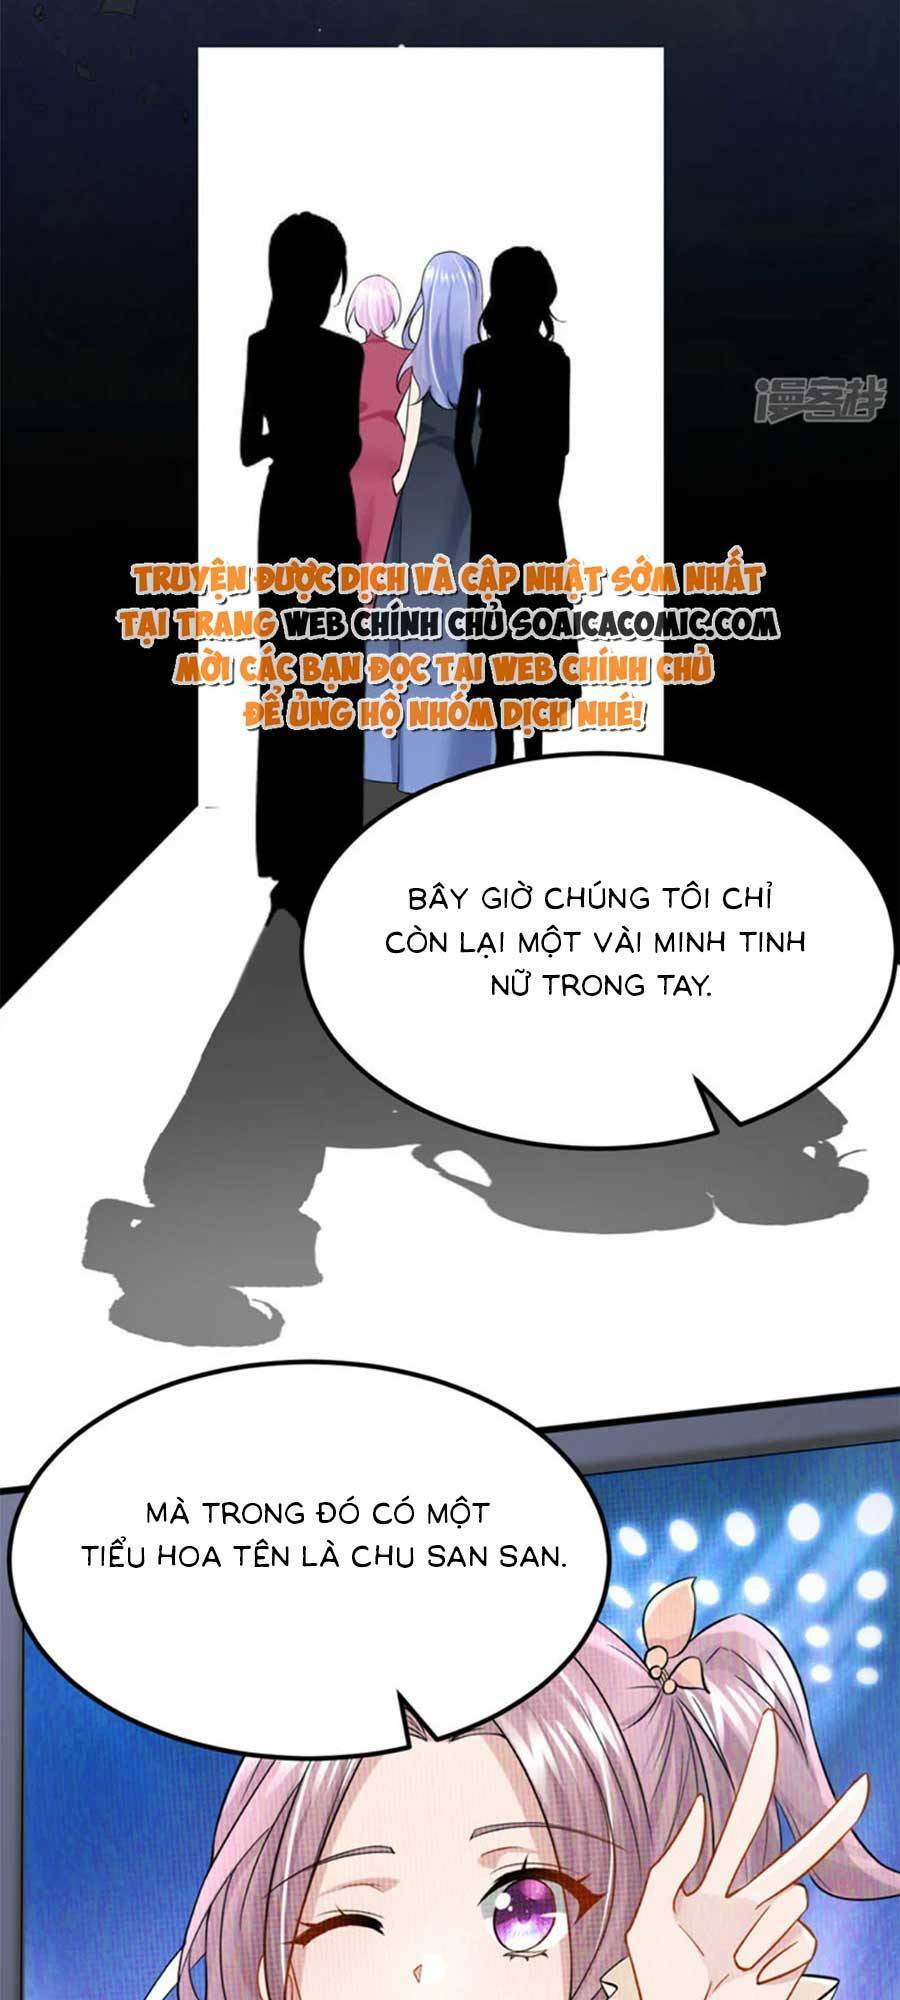 漫客栈
TRUYỆN ĐƯỢC DỊCH VÀ CẬP NHẬT SỚM NHẤT
TẠI TRANG WEB CHÍNH CHỦ SOAICACOMIC.COM
MỜI CÁC BẠN ĐỌC TẠI WEB CHÍNH CHỦ
ĐỂ ỦNG HỘ NHÓM DỊCH NHÉ!
BÂY GIỜ CHÚNG TÔI CHỈ
CÒN LẠI MỘT VÀI MINH TINH
NỮ TRONG TAY.
MÀ TRONG ĐÓ CÓ MỘT
TIỂU HOA TÊN LÀ CHU SAN SAN.